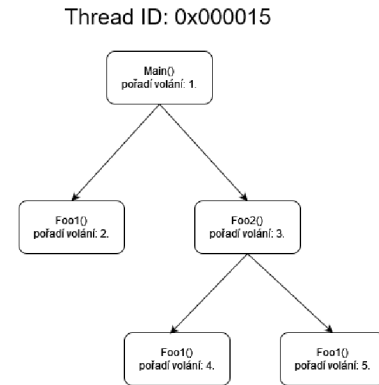 Thread ID: 0x000015
Main()
pořadí volání: 1.
Foo1()
pořadí volání: 2.
Foo2()
pořadí volání: 3.
Foo1()
pořadí volání: 4.
Foo1()
pořadí volání: 5.